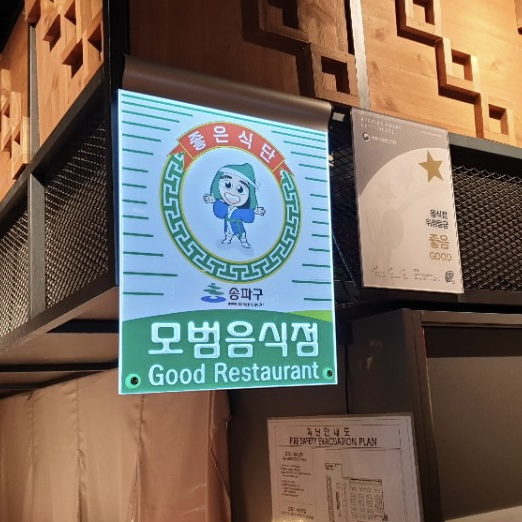 좋은식단
송파구
모범음식점
Good Restaurant
음식점
위생등급
좋음
GOOD
피난안내도
FIRE SAFETY EVACUATION PLAN